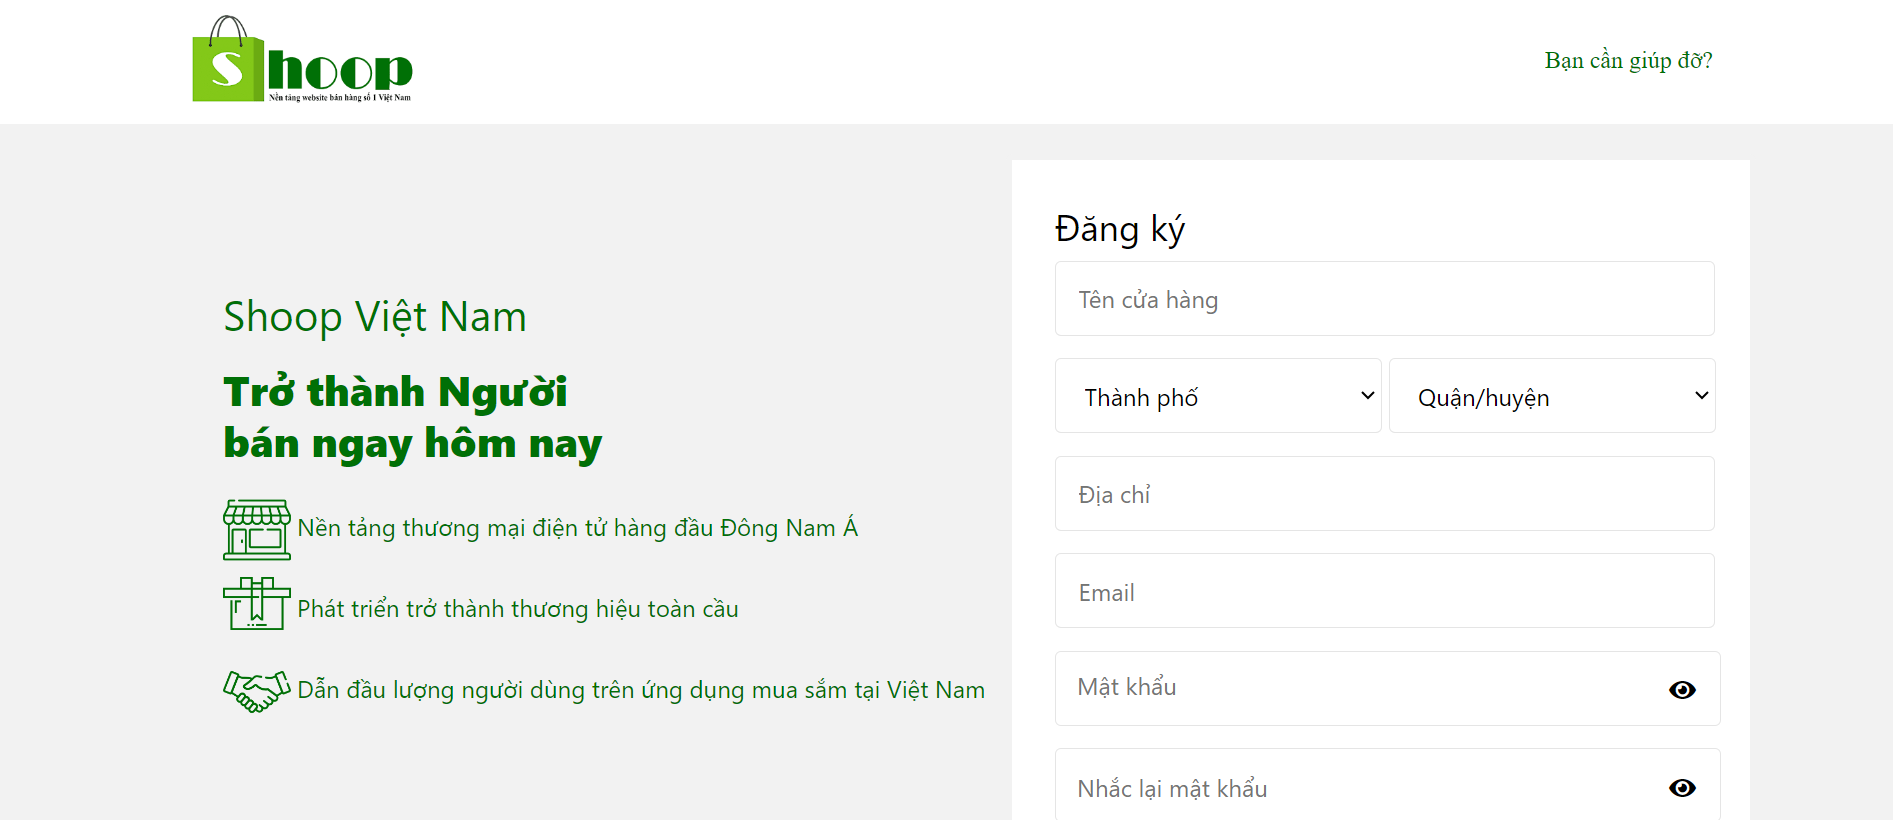 Shoop
Nền tảng website bán hàng số 1 Việt Nam
Bạn cần giúp đỡ?
Shoop Việt Nam
Trở thành Người
bán ngay hôm nay
Nền tảng thương mại điện tử hàng đầu Đông Nam Á
Phát triển trở thành thương hiệu toàn cầu
Dẫn đầu lượng người dùng trên ứng dụng mua sắm tại Việt Nam
Đăng ký
Tên cửa hàng
Thành phố Quận/huyện
Địa chỉ
Email
Mật khẩu
Nhắc lại mật khẩu